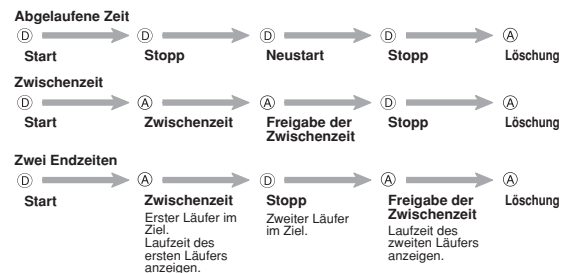 Abgelaufene Zeit
D D D D A
Start Stopp Neustart Stopp Löschung
Zwischenzeit
D A A D A
Start Zwischenzeit Freigabe der Zwischenzeit Stopp Löschung
Zwei Endzeiten
D A D A A
Start Zwischenzeit Stopp Freigabe der Zwischenzeit Löschung
Erster Läufer im
Ziel.
Laufzeit des
ersten Läufers
anzeigen.
Zweiter Läufer
im Ziel.
Laufzeit des
zweiten Läufers
anzeigen.